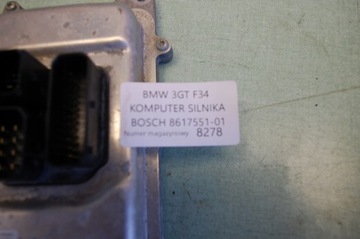 BMW 3GT F34
KOMPUTER SILNIKA
BOSCH 8617551-01
Numer magazynowy 8278